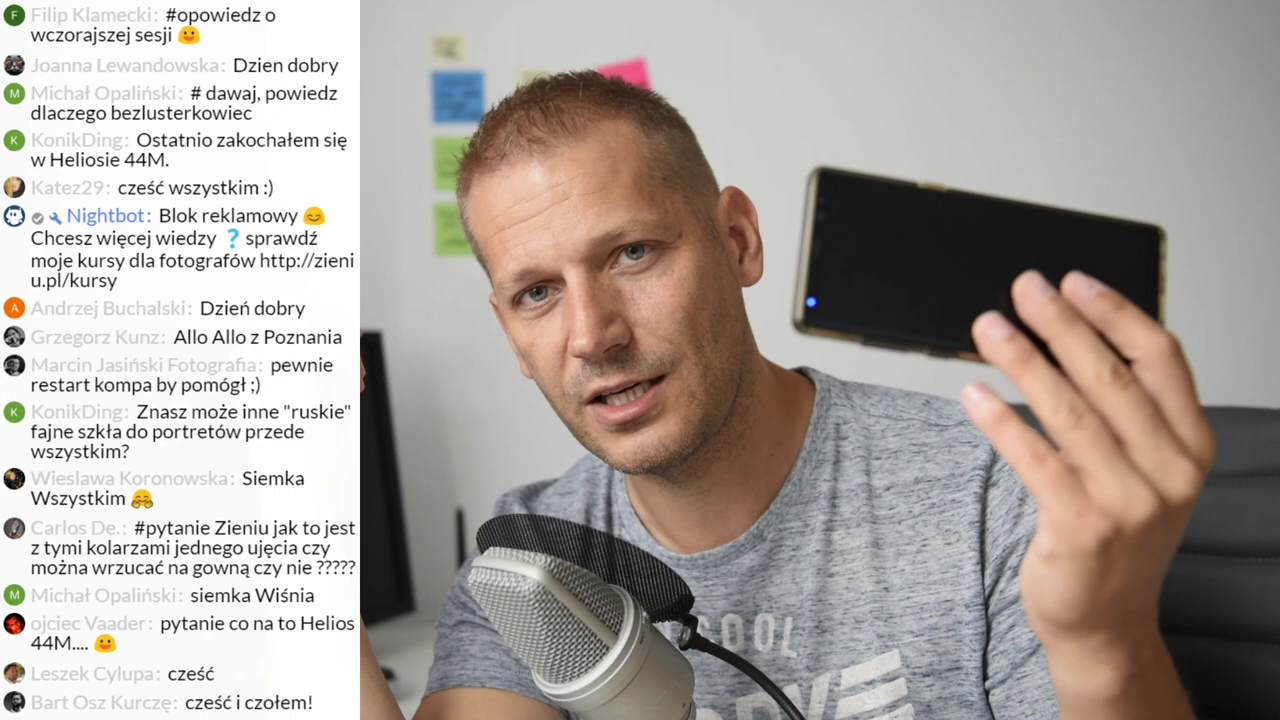 Filip Klamecki: #opowiedz o
wczorajszej sesji
Joanna Lewandowska: Dzien dobry
Michał Opaliński: # dawaj, powiedz
dlaczego bezlusterkowiec
KonikDing: Ostatnio zakochałem się
w Heliosie 44M.
Katez29: cześć wszystkim :)
Nightbot: Blok reklamowy
Chcesz więcej wiedzy ? sprawdź
moje kursy dla fotografów http://zieni
u.pl/kursy
Andrzej Buchalski: Dzień dobry
Grzegorz Kunz: Allo Allo z Poznania
Marcin Jasiński Fotografia: pewnie
restart kompa by pomógł ;)
KonikDing: Znasz może inne "ruskie"
fajne szkła do portretów przede
wszystkim?
Wieslawa Koronowska: Siemka
Wszystkim
Carlos De.: #pytanie Zieniu jak to jest
z tymi kolarzami jednego ujęcia czy
można wrzucać na gowną czy nie ?????
Michał Opaliński: siemka Wiśnia
ojciec Vaader: pytanie co na to Helios
44M....
Leszek Cylupa: cześć
Bart Osz Kurczę: cześć i czołem!